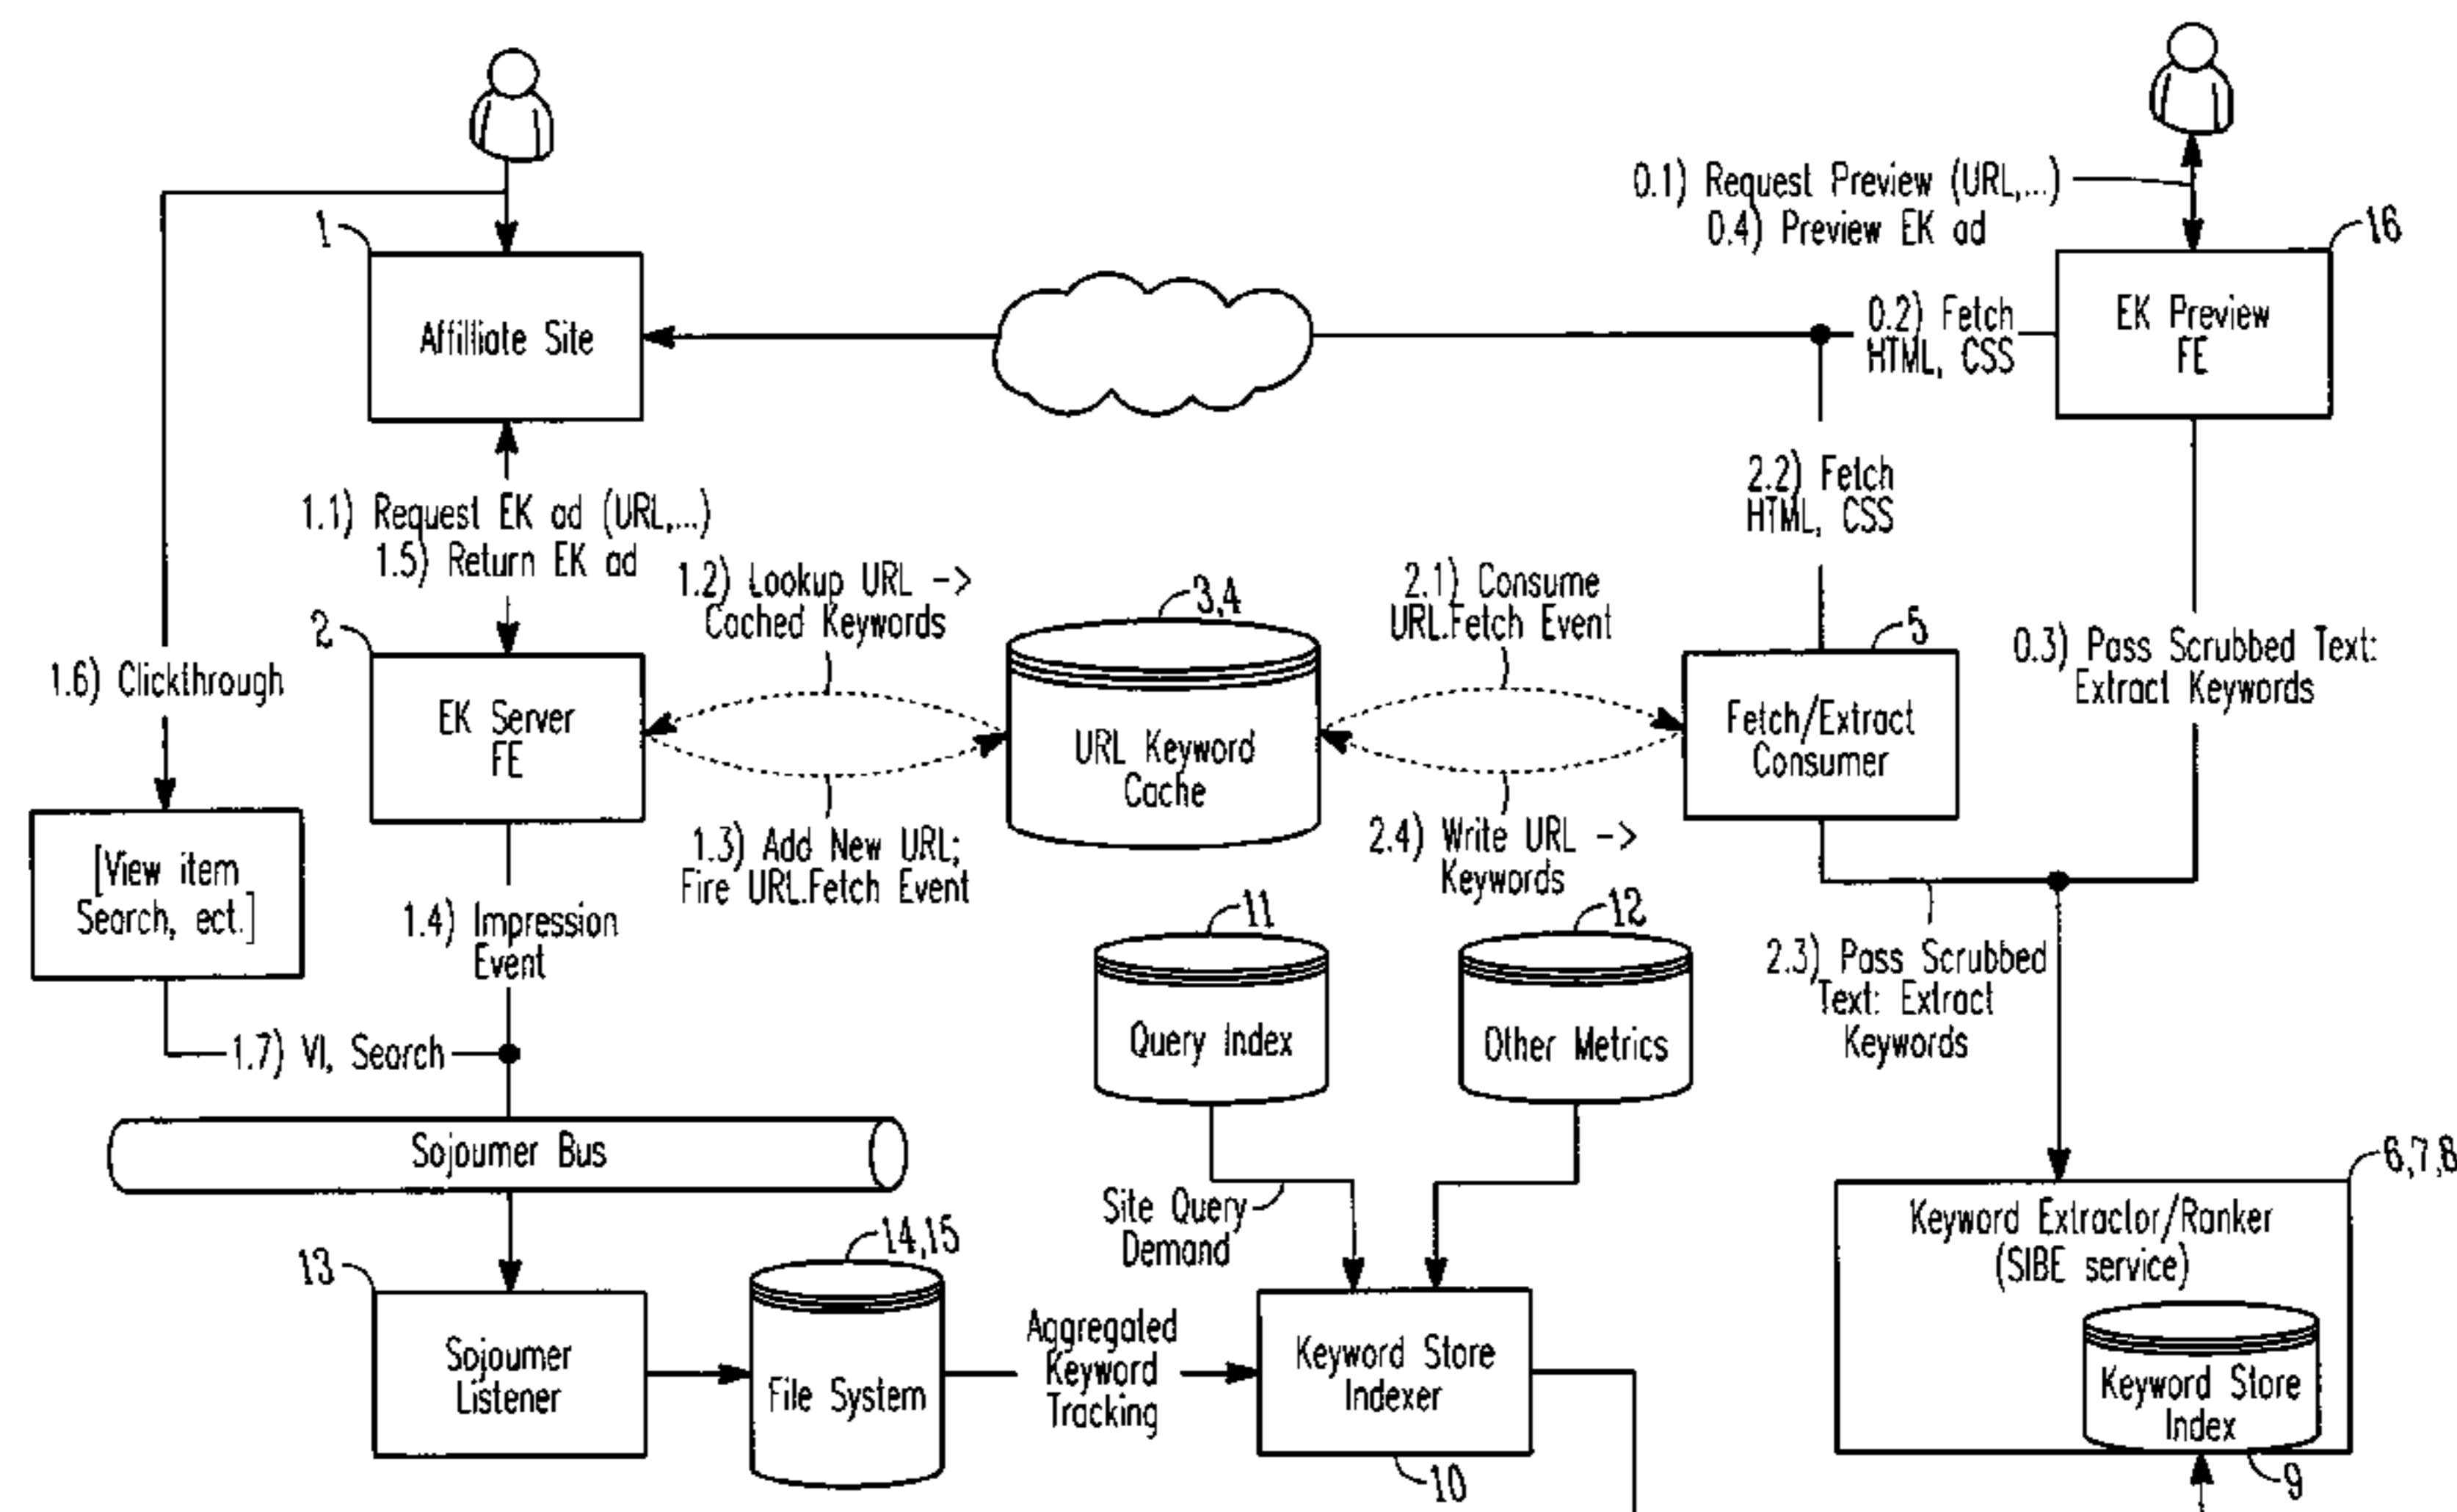 0.1) Request Preview (URL,...)
0.4) Preview EK ad
1
16
Affilliate Site
0.2) Fetch
HTML, CSS
EK Preview
FE
2.2) Fetch
HTML, CSS
1.1) Request EK ad (URL,...)
1.5) Return EK ad
1.2) Lookup URL ->
Cached Keywords
3,4
2.1) Consume
URL.Fetch Event
2
5
0.3) Pass Scrubbed Text:
Extract Keywords
1.6) Clickthrough
EK Server
FE
URL Keyword
Cache
Fetch/Extract
Consumer
1.3) Add New URL;
Fire URL.Fetch Event
2.4) Write URL ->
Keywords
[View item
Search, ect.]
1.4) Impression
Event
11
12
2.3) Pass Scrubbed
Text: Extract
Keywords
1.7) VI, Search
Query Index
Other Metrics
Sojoumer Bus
Site Query
Demand
6,7,8
Keyword Extractor/Ranker
(SIBE service)
13
14,15
Sojoumer
Listener
File System
Aggregated
Keyword
Tracking
Keyword Store
Indexer
Keyword Store
Index
10
9